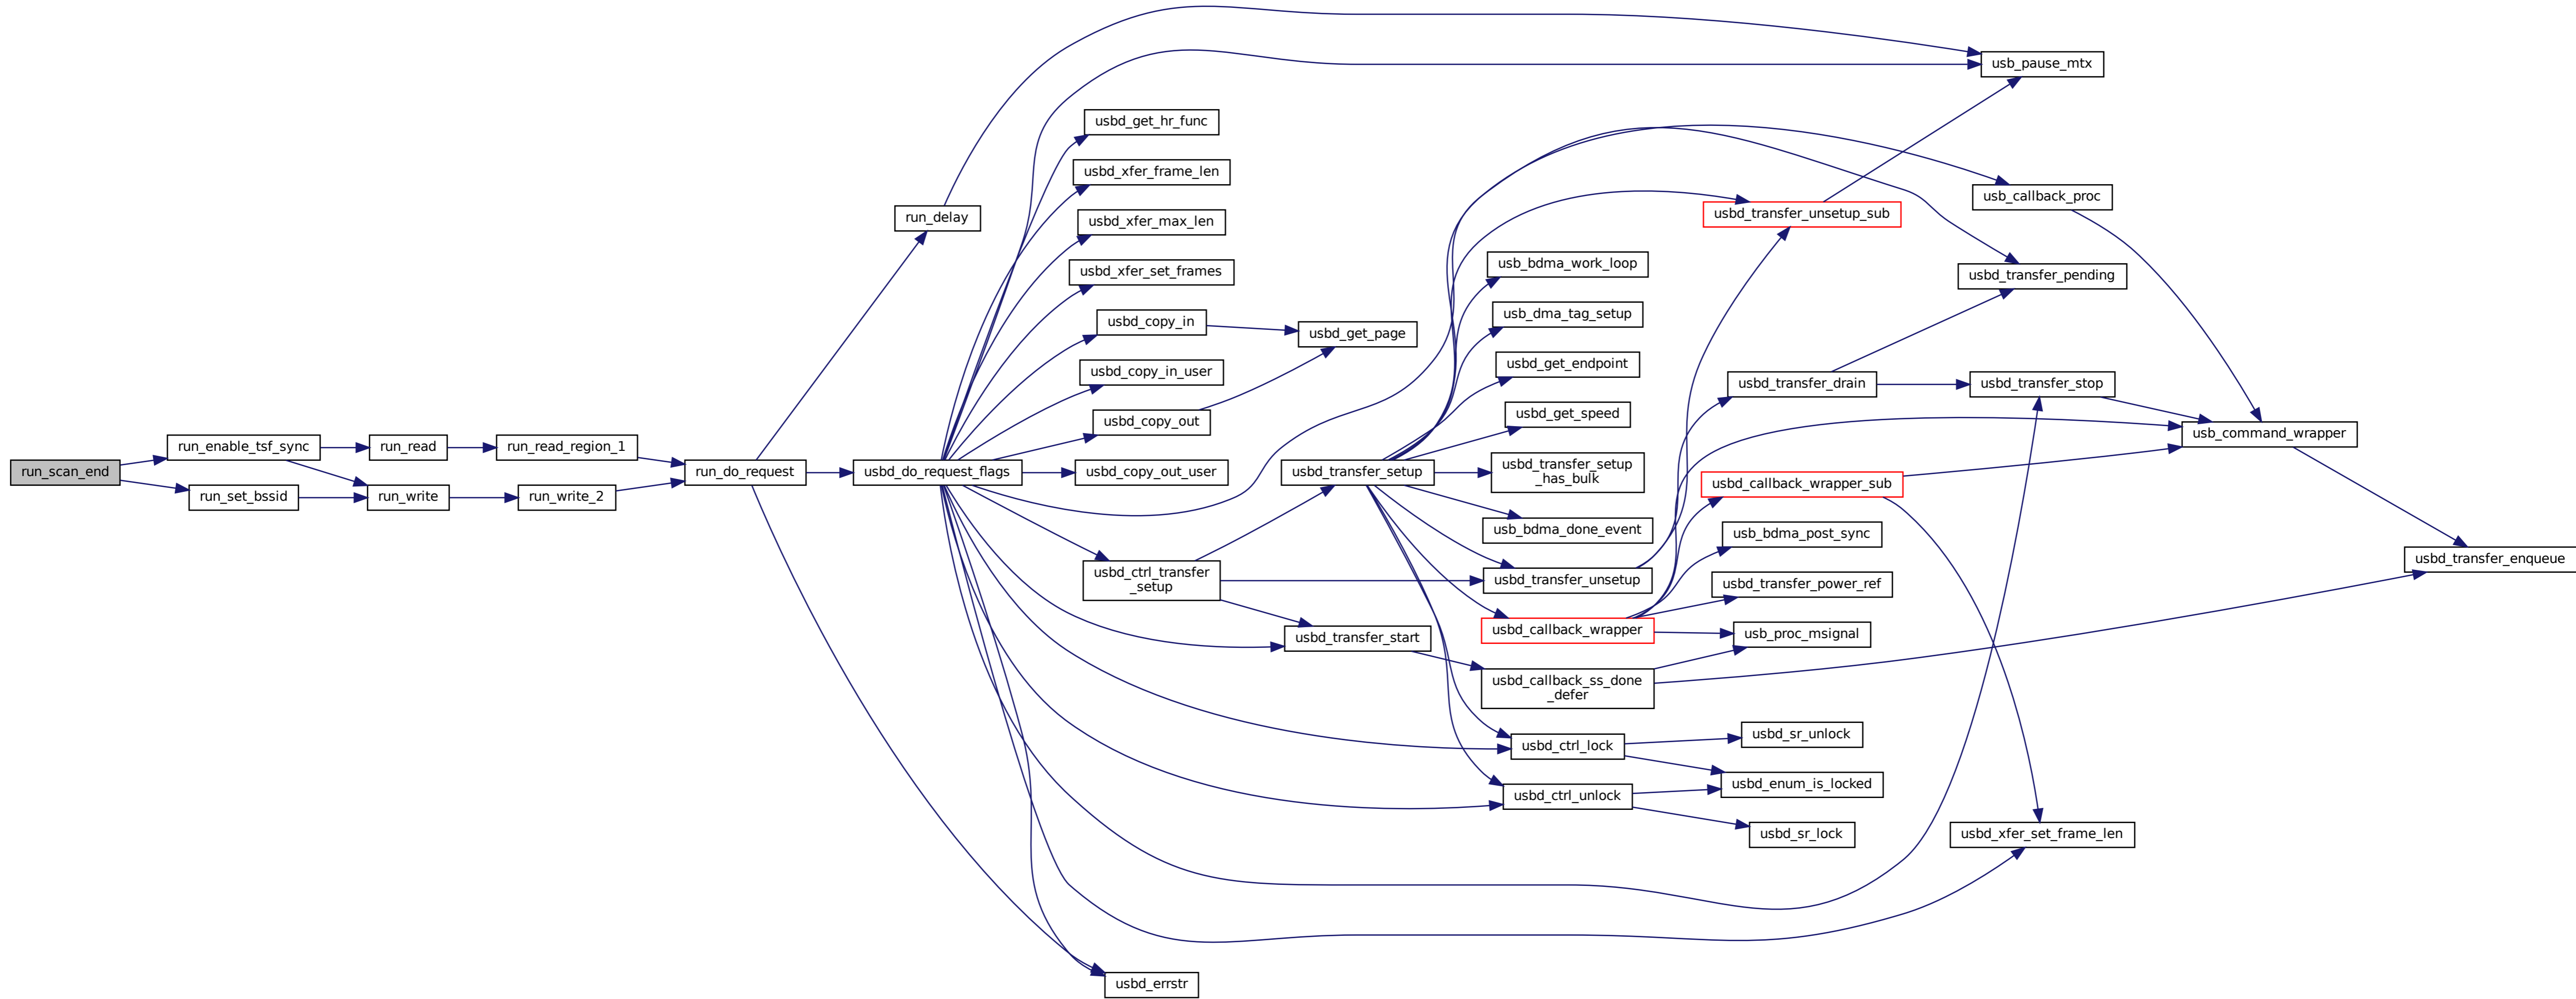 run_scan_end
run_enable_tsf_sync
run_set_bssid
run_read
run_write
run_read_region_1
run_write_2
run_do_request
run_delay
usbd_do_request_flags
usbd_get_hr_func
usbd_xfer_frame_len
usbd_xfer_max_len
usbd_xfer_set_frames
usbd_copy_in
usbd_copy_in_user
usbd_copy_out
usbd_copy_out_user
usbd_ctrl_transfer
_setup
usbd_errstr
usbd_get_page
usbd_transfer_setup
usbd_transfer_start
usb_bdma_work_loop
usb_dma_tag_setup
usbd_get_endpoint
usbd_get_speed
usbd_transfer_setup
_has_bulk
usb_bdma_done_event
usbd_transfer_unsetup
usbd_callback_wrapper
usbd_callback_ss_done
_defer
usbd_ctrl_lock
usbd_ctrl_unlock
usbd_transfer_unsetup_sub
usbd_transfer_drain
usbd_callback_wrapper_sub
usb_bdma_post_sync
usbd_transfer_power_ref
usb_proc_msignal
usbd_sr_unlock
usbd_enum_is_locked
usbd_sr_lock
usb_pause_mtx
usb_callback_proc
usbd_transfer_pending
usbd_transfer_stop
usbd_xfer_set_frame_len
usb_command_wrapper
usbd_transfer_enqueue